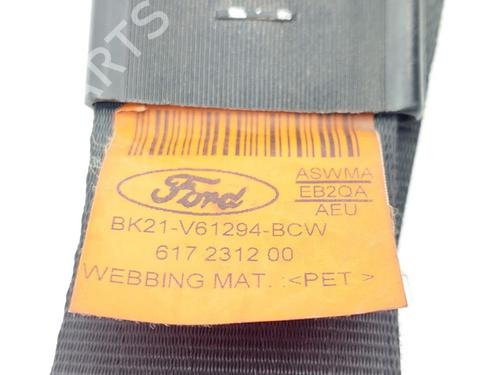 Ford
ASWMA
EB2QA
AEU
BK21-V61294-BCW
617 2312 00
WEBBING MAT. :<PET>